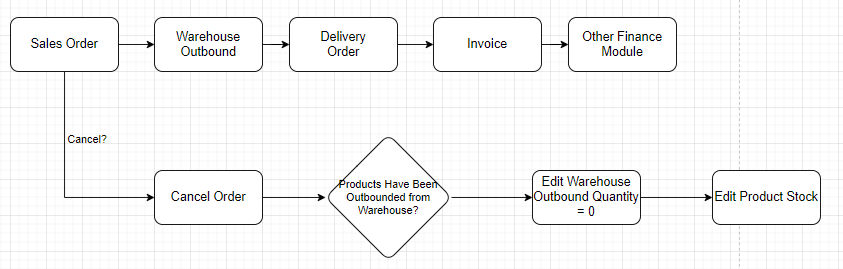 Sales Order
Warehouse
Outbound
Delivery
Order
Invoice
Other Finance
Module
Cancel?
Cancel Order
Products Have Been
Outbounded from
Warehouse?
Edit Warehouse
Outbound Quantity
= 0
Edit Product Stock